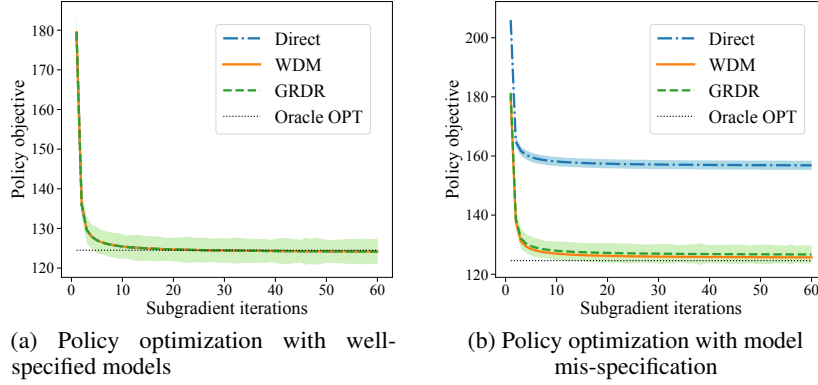 180
170
160
150
140
130
120
Policy objective
Direct
WDM
GRDR
Oracle OPT
0 10 20 30 40 50 60
Subgradient iterations
(a) Policy optimization with well-
specified models
200
180
160
140
120
Policy objective
Direct
WDM
GRDR
Oracle OPT
0 10 20 30 40 50 60
Subgradient iterations
(b) Policy optimization with model
mis-specification